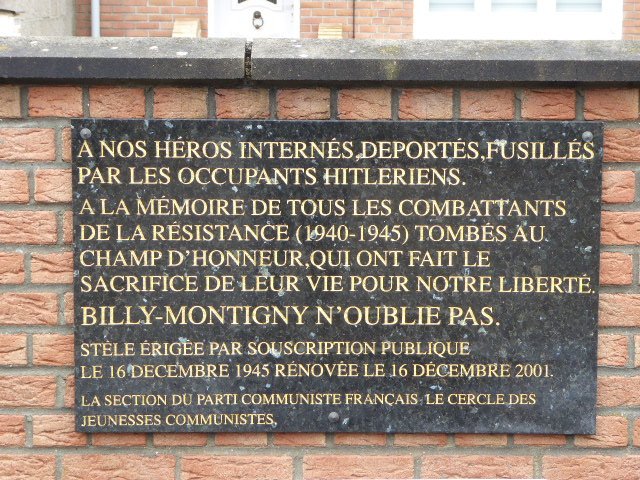 A NOS HÉROS INTERNÉS,DEPORTÉS,FUSILLÉS
PAR LES OCCUPANTS HITLERIENS.
A LA MÉMOIRE DE TOUS LES COMBATTANTS
DE LA RÉSISTANCE (1940-1945) TOMBÉS AU
CHAMP D'HONNEUR,QUI ONT FAIT LE
SACRIFICE DE LEUR VIE POUR NOTRE LIBERTÉ.
BILLY-MONTIGNY N'OUBLIE PAS.
STÈLE ÉRIGÉE PAR SOUSCRIPTION PUBLIQUE
LE 16 DECEMBRE 1945 RÉNOVÉE LE 16 DÉCEMBRE 2001.
LA SECTION DU PARTI COMMUNISTE FRANÇAIS LE CERCLE DES
JEUNESSES COMMUNISTES,